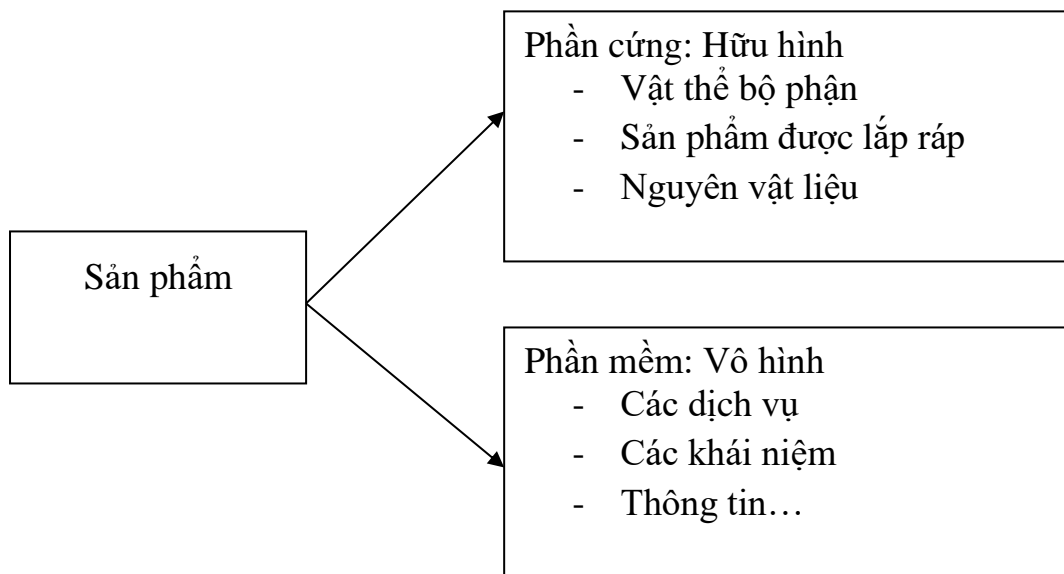 Phần cứng: Hữu hình
- Vật thể bộ phận
- Sản phẩm được lắp ráp
- Nguyên vật liệu
Sản phẩm
Phần mềm: Vô hình
- Các dịch vụ
- Các khái niệm
- Thông tin…